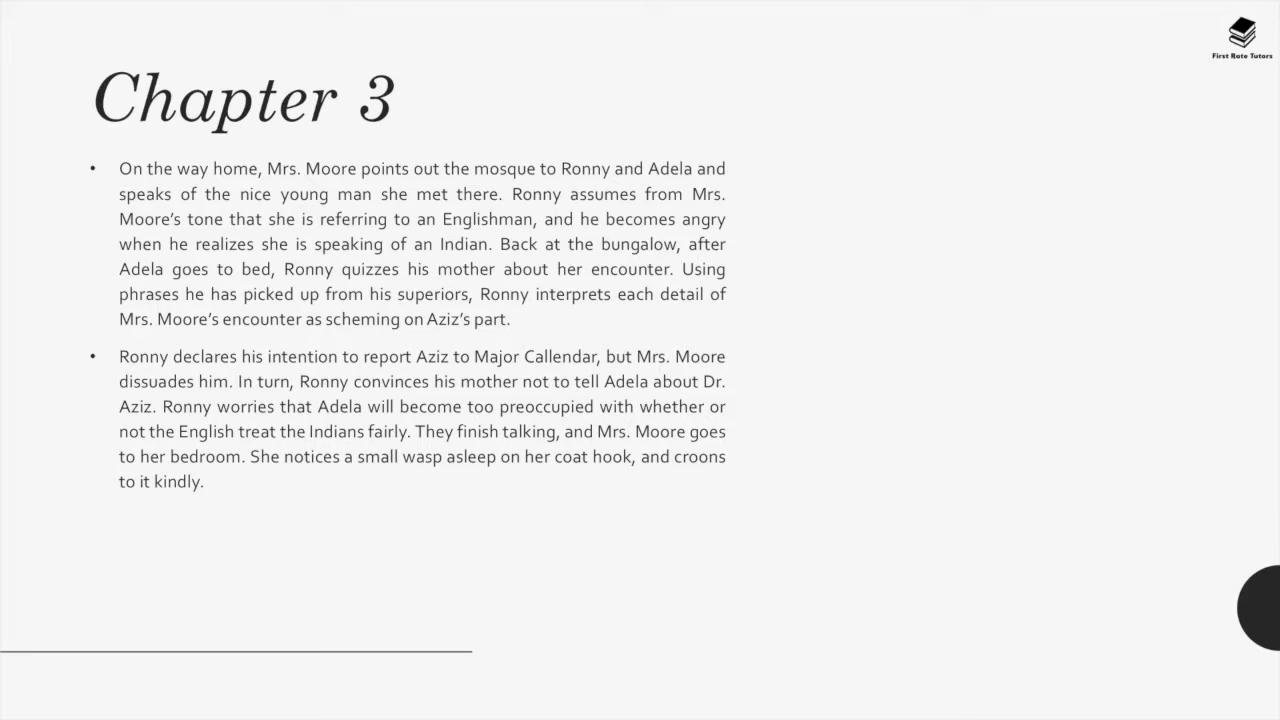 First Rate Tutors
Chapter 3
• On the way home, Mrs. Moore points out the mosque to Ronny and Adela and
speaks of the nice young man she met there. Ronny assumes from Mrs.
Moore’s tone that she is referring to an Englishman, and he becomes angry
when he realizes she is speaking of an Indian. Back at the bungalow, after
Adela goes to bed, Ronny quizzes his mother about her encounter. Using
phrases he has picked up from his superiors, Ronny interprets each detail of
Mrs. Moore’s encounter as scheming on Aziz’s part.
• Ronny declares his intention to report Aziz to Major Callendar, but Mrs. Moore
dissuades him. In turn, Ronny convinces his mother not to tell Adela about Dr.
Aziz. Ronny worries that Adela will become too preoccupied with whether or
not the English treat the Indians fairly. They finish talking, and Mrs. Moore goes
to her bedroom. She notices a small wasp asleep on her coat hook, and croons
to it kindly.